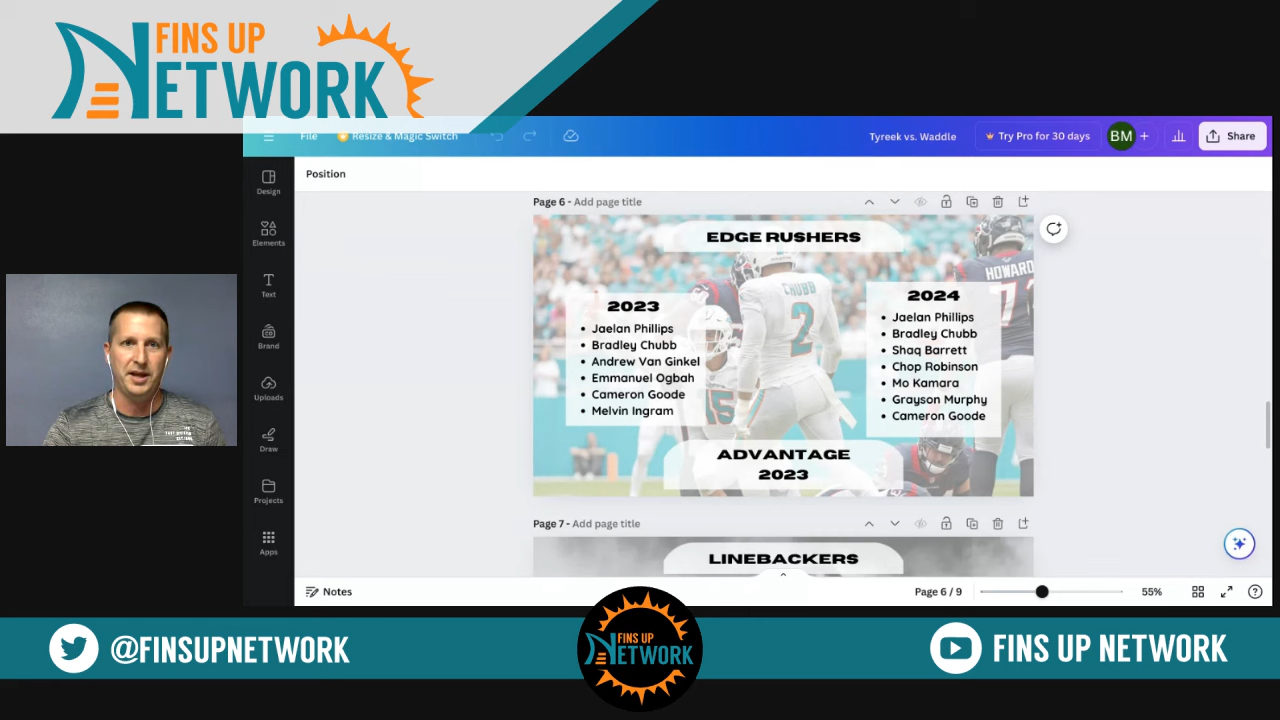 FINS UP
NETWORK
File
Resize & Magic Switch
Tyreek vs. Waddle
Try Pro for 30 days
BM
+
Share
Position
Design
Elements
Text
Brand
Uploads
Draw
Projects
Apps
Page 6 - Add page title
EDGE RUSHERS
CHUBB
2
HOWARD
7
15
2023
• Jaelan Phillips
• Bradley Chubb
• Andrew Van Ginkel
• Emmanuel Ogbah
• Cameron Goode
• Melvin Ingram
2024
• Jaelan Phillips
• Bradley Chubb
• Shaq Barrett
• Chop Robinson
• Mo Kamara
• Grayson Murphy
• Cameron Goode
ADVANTAGE
2023
Page 7 - Add page title
LINEBACKERS
Notes
Page 6 / 9
55%
@FINSUPNETWORK
FINS UP
NETWORK
FINS UP NETWORK